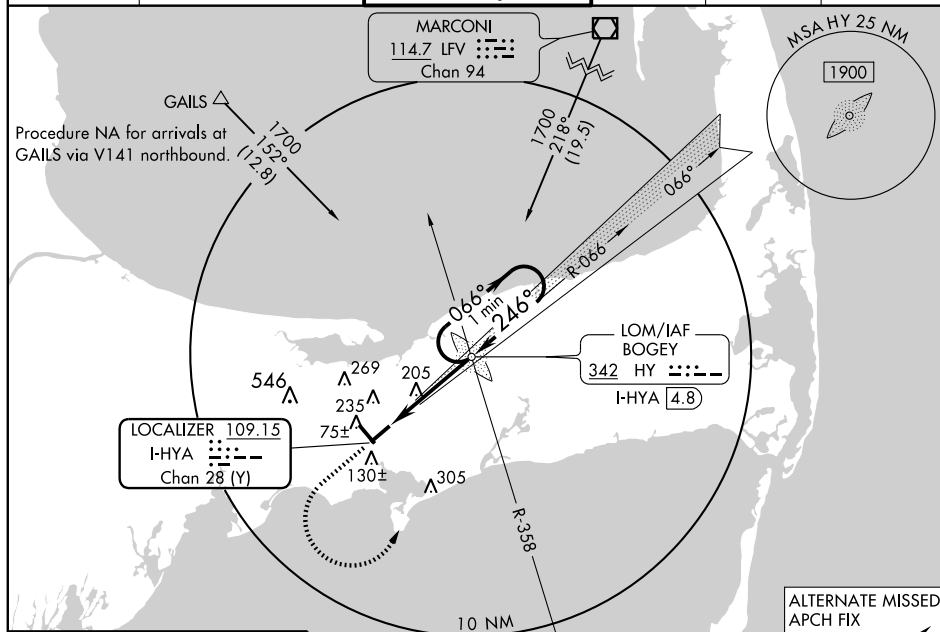 MARCONI
114.7 LFV
Chan 94
MSA HY 25 NM
1900
GAILS
1700
152°
(12.8)
1700
218°
(19.5)
Procedure NA for arrivals at
GAILS via V141 northbound.
066°
R-066
066°
1 min
246°
LOM/IAF
BOGEY
342 HY
I-HYA 4.8
546
269
205
235
75±
LOCALIZER 109.15
I-HYA
Chan 28 (Y)
130±
305
R-358
10 NM
ALTERNATE MISSED
APCH FIX